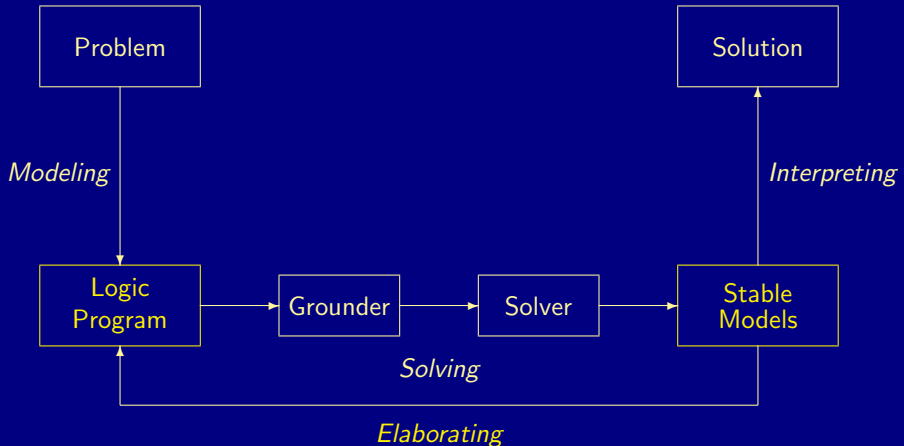 Problem
Solution
Modeling
Interpreting
Logic
Program
Grounder
Solver
Stable
Models
Solving
Elaborating